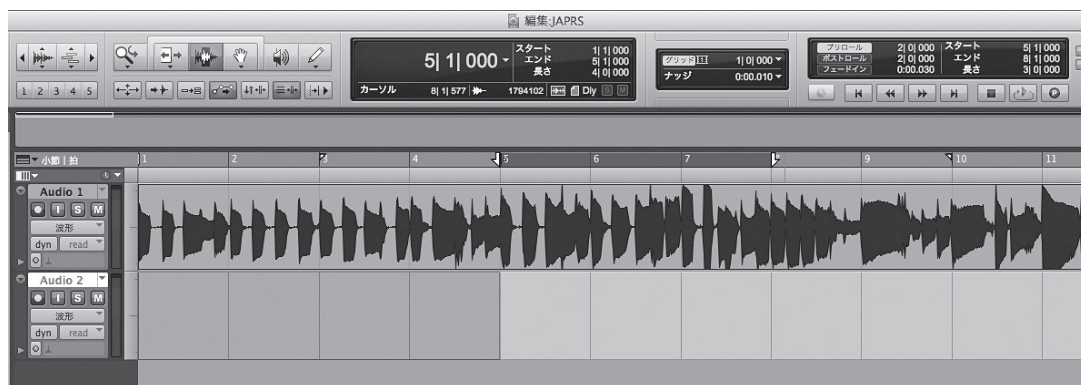 編集:JAPRS
1 2 3 4 5
5| 1| 000
スタート 1| 1| 000
エンド 5| 1| 000
長さ 4| 0| 000
カーソル 8| 1| 577 1794102 Dly S M
グリッド 1| 0| 000
ナッジ 0:00.010
プリロール 2| 0| 000
ポストロール 2| 0| 000
フェードイン 0:00.030
スタート 5| 1| 000
エンド 8| 1| 000
長さ 3| 0| 000
小節|拍
1 2 3 4 5 6 7 8 9 10 11
Audio 1
I S M
波形
dyn read
Audio 2
I S M
波形
dyn read